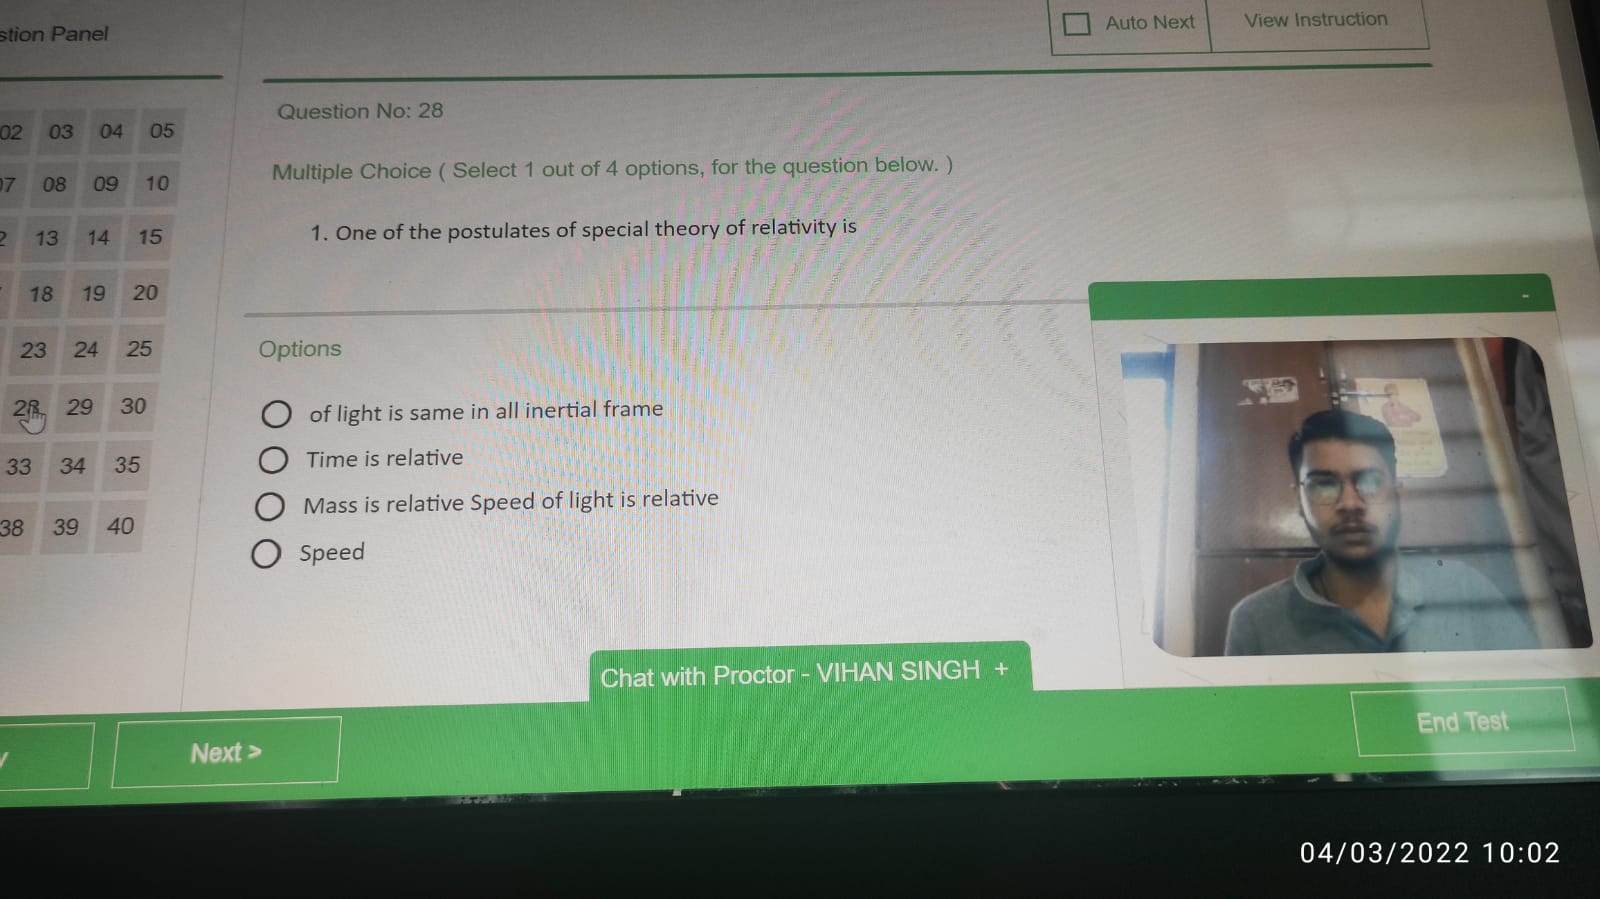 stion Panel
Auto Next
View Instruction
02 03 04 05
07 08 09 10
13 14 15
18 19 20
23 24 25
28 29 30
33 34 35
38 39 40
Question No: 28
Multiple Choice ( Select 1 out of 4 options, for the question below. )
1. One of the postulates of special theory of relativity is
Options
of light is same in all inertial frame
Time is relative
Mass is relative Speed of light is relative
Speed
Chat with Proctor - VIHAN SINGH +
Next >
End Test
04/03/2022 10:02